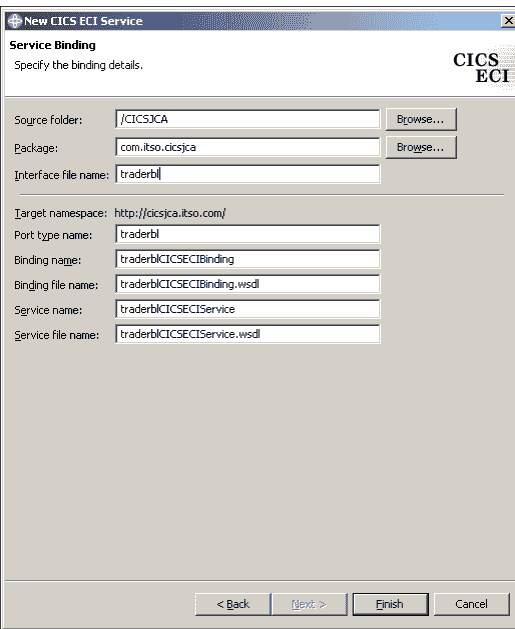 New CICS ECI Service
Service Binding
Specify the binding details.
CICS
ECI
Source folder: /CICSJCA Browse...
Package: com.itso.cicsjca Browse...
Interface file name: traderbl
Target namespace: http://cicsjca.itso.com/
Port type name: traderbl
Binding name: traderblCICSECIBinding
Binding file name: traderblCICSECIBinding.wsdl
Service name: traderblCICSECIService
Service file name: traderblCICSECIService.wsdl
< Back Next > Finish Cancel